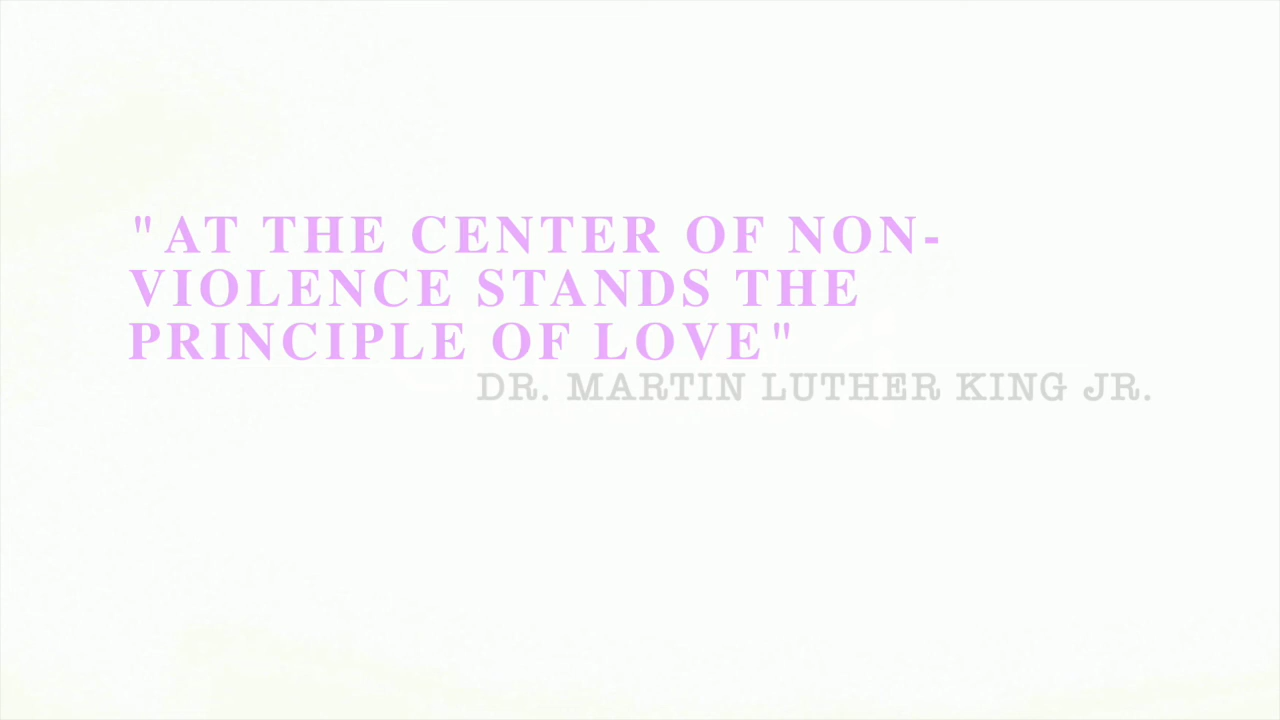 "AT THE CENTER OF NON-
VIOLENCE STANDS THE
PRINCIPLE OF LOVE"
DR. MARTIN LUTHER KING JR.